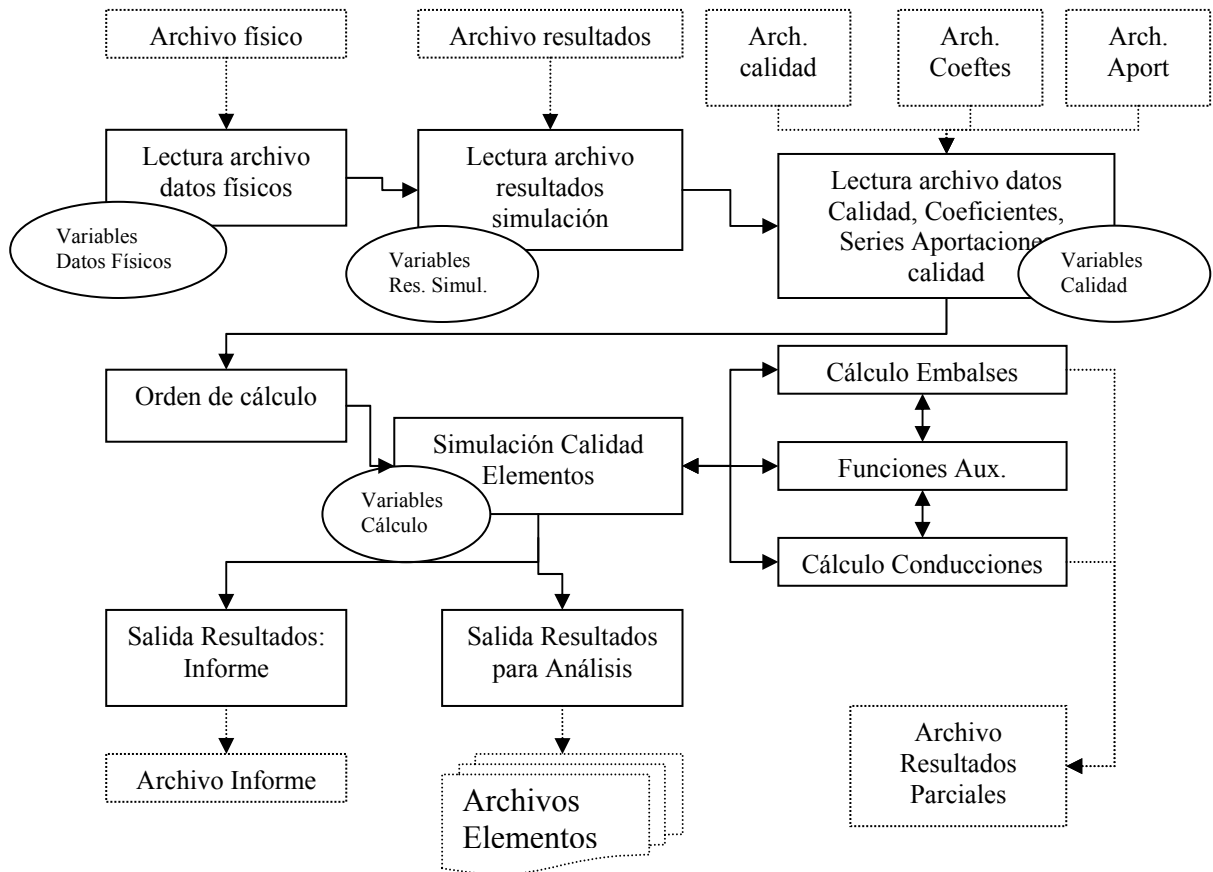 Archivo físico
Archivo resultados
Arch.
calidad
Arch.
Coeftes
Arch.
Aport
Lectura archivo
datos físicos
Variables
Datos Físicos
Lectura archivo
resultados
simulación
Variables
Res. Simul.
Lectura archivo datos
Calidad, Coeficientes,
Series Aportaciones
calidad
Variables
Calidad
Orden de cálculo
Simulación Calidad
Elementos
Variables
Cálculo
Cálculo Embalses
Funciones Aux.
Cálculo Conducciones
Salida Resultados:
Informe
Salida Resultados
para Análisis
Archivo Informe
Archivos
Elementos
Archivo
Resultados
Parciales